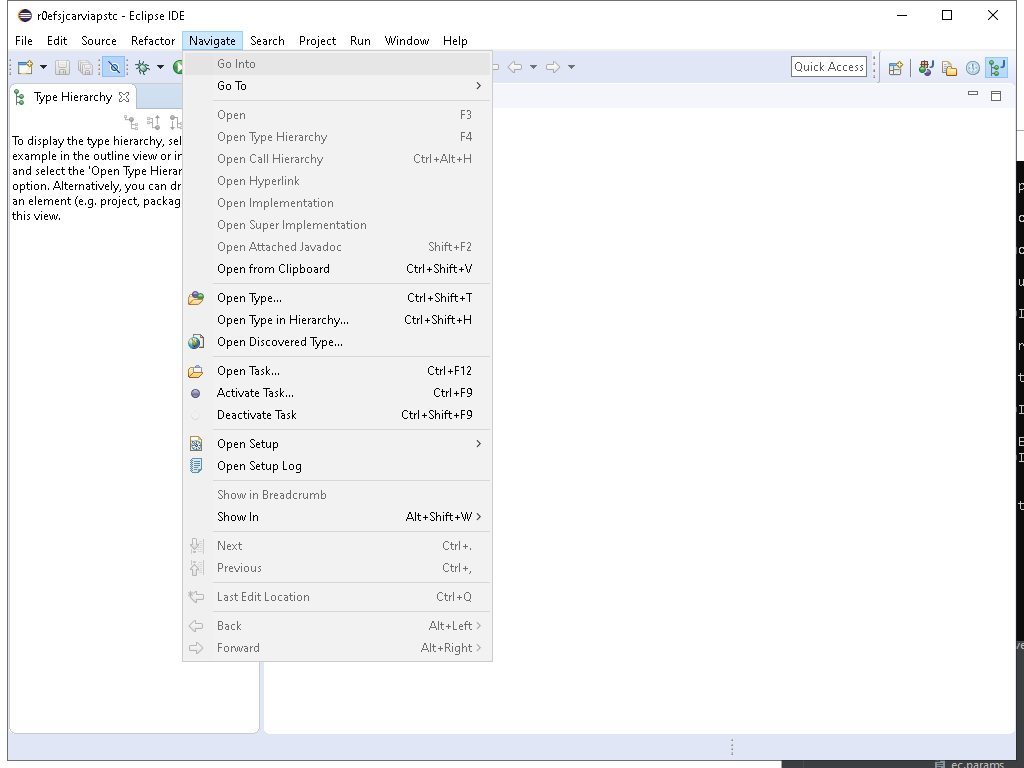 r0efsjcarviapstc - Eclipse IDE
File Edit Source Refactor Navigate Search Project Run Window Help
Quick Access
Type Hierarchy
To display the type hierarchy, sel
example in the outline view or in
and select the 'Open Type Hierar
option. Alternatively, you can dr
an element (e.g. project, packag
this view.
Go Into
Go To
Open F3
Open Type Hierarchy F4
Open Call Hierarchy Ctrl+Alt+H
Open Hyperlink
Open Implementation
Open Super Implementation
Open Attached Javadoc Shift+F2
Open from Clipboard Ctrl+Shift+V
Open Type... Ctrl+Shift+T
Open Type in Hierarchy... Ctrl+Shift+H
Open Discovered Type...
Open Task... Ctrl+F12
Activate Task... Ctrl+F9
Deactivate Task Ctrl+Shift+F9
Open Setup
Open Setup Log
Show in Breadcrumb
Show In Alt+Shift+W
Next Ctrl+.
Previous Ctrl+,
Last Edit Location Ctrl+Q
Back Alt+Left
Forward Alt+Right
ec.params